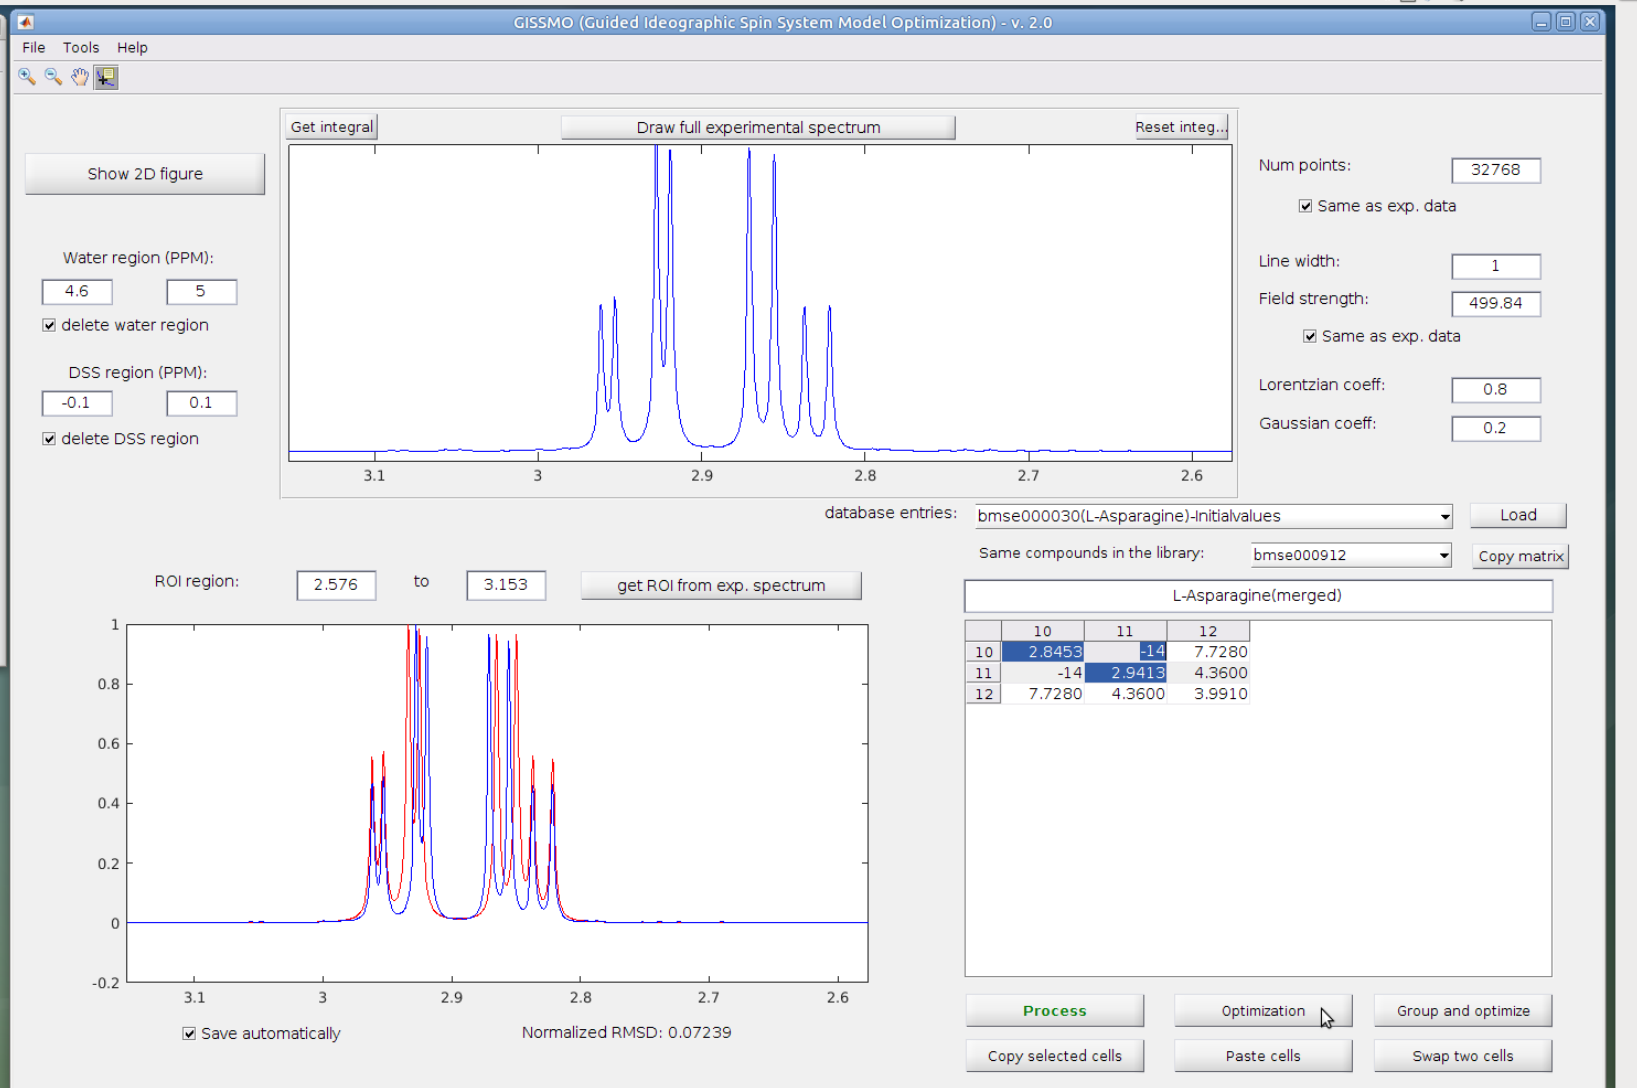 GISSMO (Guided Ideographic Spin System Model Optimization) - v. 2.0
File Tools Help
Get integral Draw full experimental spectrum Reset integ...
Show 2D figure
Num points: 32768
Same as exp. data
Water region (PPM):
4.6 5
delete water region
Line width: 1
Field strength: 499.84
Same as exp. data
DSS region (PPM):
-0.1 0.1
delete DSS region
Lorentzian coeff: 0.8
Gaussian coeff: 0.2
3.1 3 2.9 2.8 2.7 2.6
database entries: bmse000030(L-Asparagine)-Initialvalues Load
Same compounds in the library: bmse000912 Copy matrix
ROI region: 2.576 to 3.153 get ROI from exp. spectrum
L-Asparagine(merged)
10 11 12
10 2.8453 -14 7.7280
11 -14 2.9413 4.3600
12 7.7280 4.3600 3.9910
1
0.8
0.6
0.4
0.2
0
-0.2
3.1 3 2.9 2.8 2.7 2.6
Save automatically Normalized RMSD: 0.07239
Process Optimization Group and optimize
Copy selected cells Paste cells Swap two cells